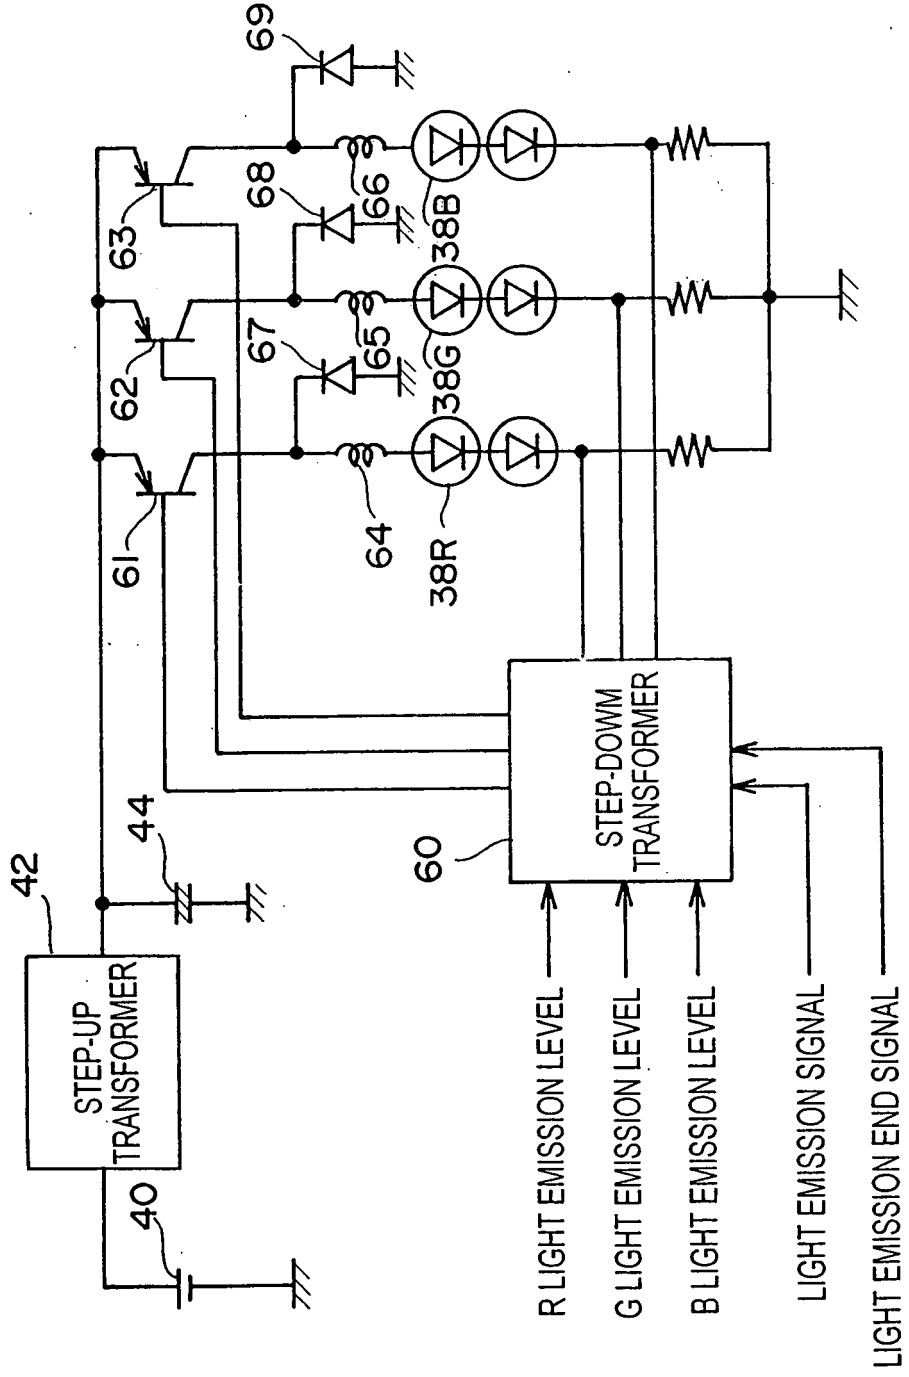 40
STEP-UP
TRANSFORMER
42
44
61
62
63
64
65
66
67
68
69
38R
38G
38B
60
STEP-DOWM
TRANSFORMER
R LIGHT EMISSION LEVEL
G LIGHT EMISSION LEVEL
B LIGHT EMISSION LEVEL
LIGHT EMISSION SIGNAL
LIGHT EMISSION END SIGNAL